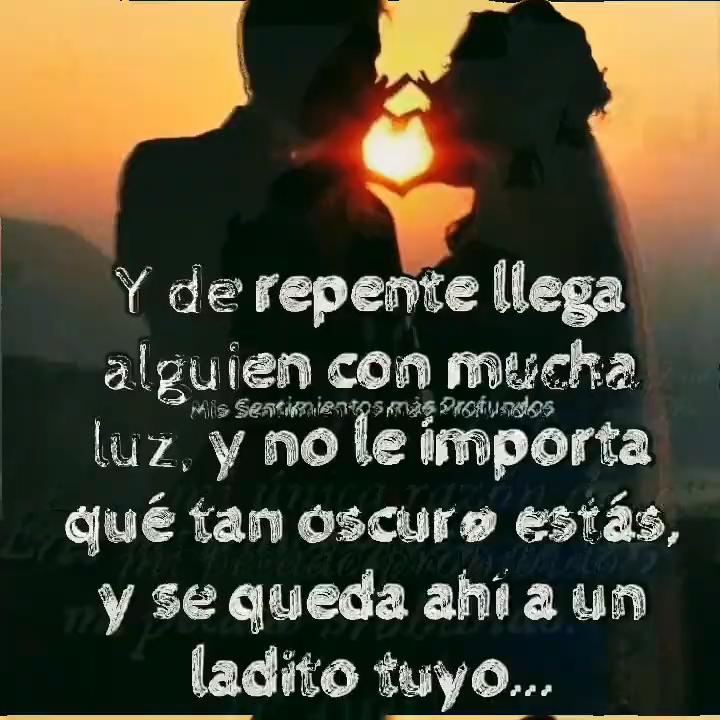 Y de repente llega
alguien con mucha
Mis Sentimientos más Profundos
luz, y no le importa
qué tan oscuro estás,
y se queda ahí a un
ladito tuyo...